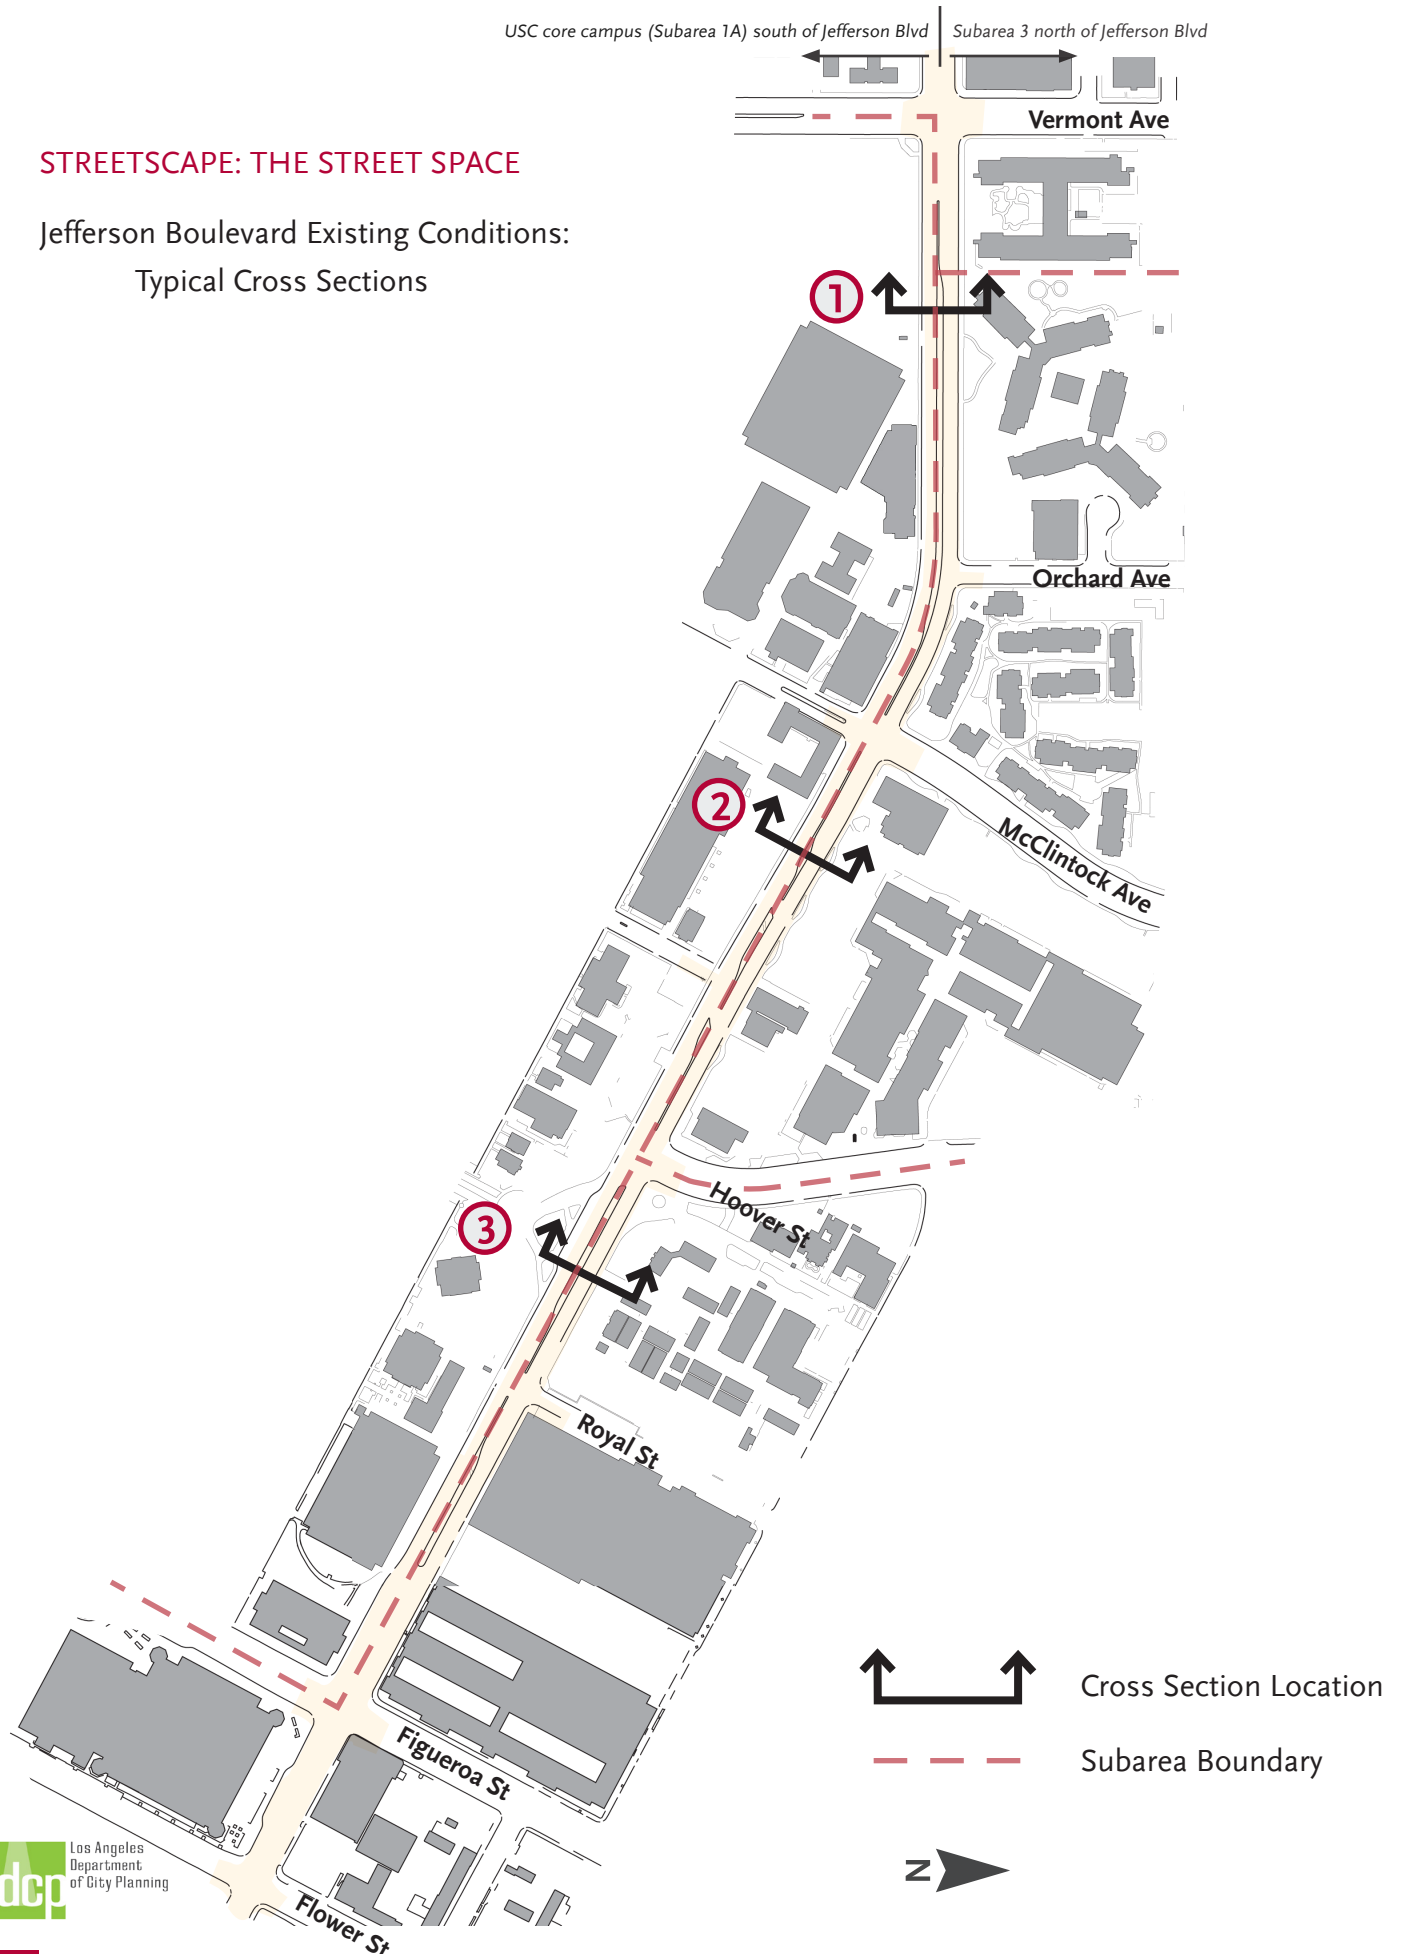 USC core campus (Subarea 1A) south of Jefferson Blvd
Subarea 3 north of Jefferson Blvd
Vermont Ave
STREETSCAPE: THE STREET SPACE
Jefferson Boulevard Existing Conditions:
Typical Cross Sections
1
Orchard Ave
2
McClintock Ave
Hoover St
3
Royal St
Cross Section Location
Figueroa St
Subarea Boundary
dcp
Los Angeles
Department
of City Planning
N
Flower St